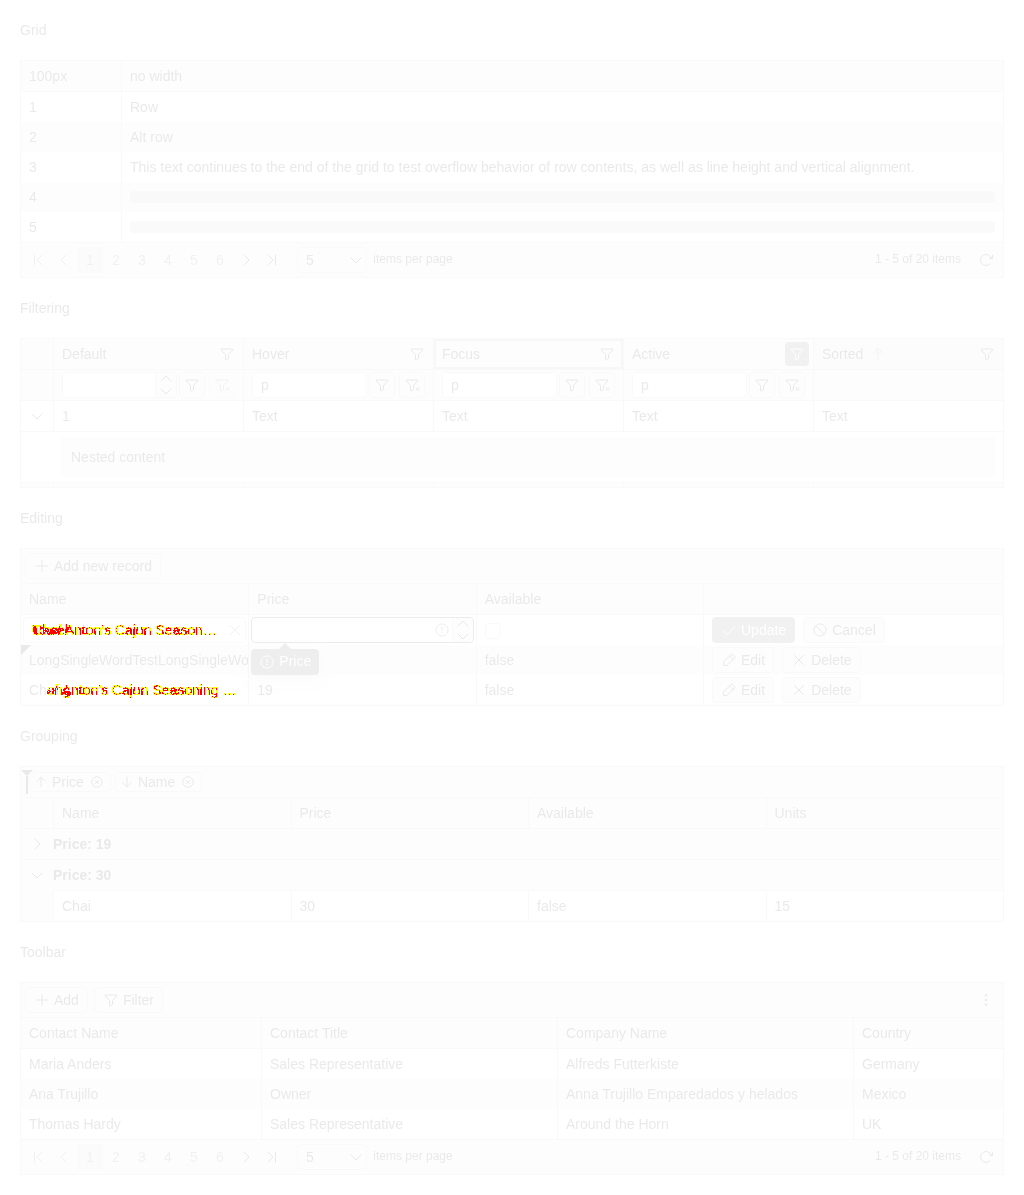 Grid
100px no width
1 Row
2 Alt row
3 This text continues to the end of the grid to test overflow behavior of row contents, as well as line height and vertical alignment.
4
5
1 2 3 4 5 6 5 items per page 1 - 5 of 20 items
Filtering
Default Hover Focus Active Sorted
p p p
1 Text Text Text Text
Nested content
Editing
Add new record
Name Price Available
Anton's Cajun Season... Update Cancel
LongSingleWordTestLongSingleWo Price false Edit Delete
Anton's Cajun Seasoning ... 19 false Edit Delete
Grouping
Price Name
Name Price Available Units
Price: 19
Price: 30
Chai 30 false 15
Toolbar
Add Filter
Contact Name Contact Title Company Name Country
Maria Anders Sales Representative Alfreds Futterkiste Germany
Ana Trujillo Owner Anna Trujillo Emparedados y helados Mexico
Thomas Hardy Sales Representative Around the Horn UK
1 2 3 4 5 6 5 items per page 1 - 5 of 20 items